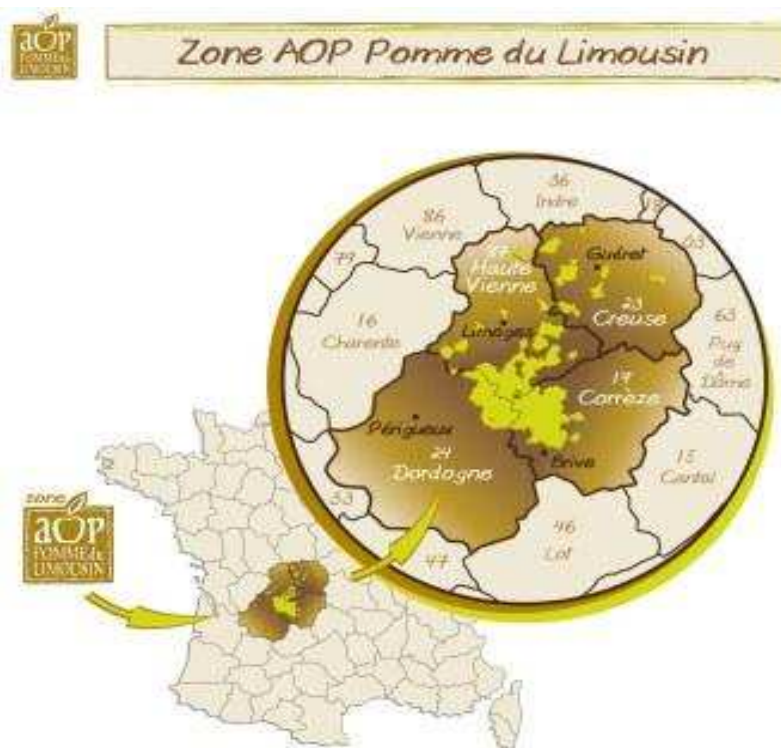 aOP
POMME du
LIMOUSIN
Zone AOP Pomme du Limousin
36
Indre
86
Vienne
79
87
Haute
Vienne
Guéret
23
Creuse
16
Charente
Limoges
63
Puy
de
Dôme
19
Corrèze
Périgueux
24
Dordogne
Brive
15
Cantal
46
Lot
47
zone
aOP
POMME du
LIMOUSIN